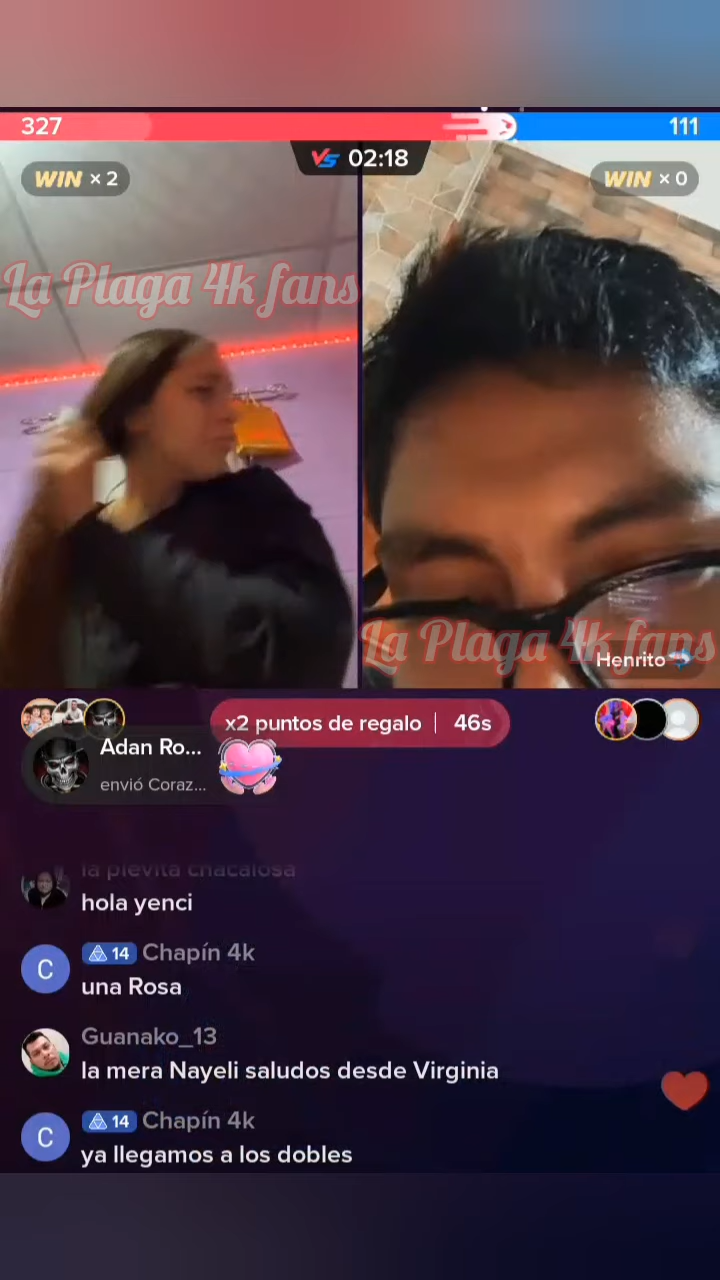 327
111
VS 02:18
WIN × 2
WIN × 0
La Plaga 4k fans
La Plaga 4k fans
Henrito
x2 puntos de regalo | 46s
Adan Ro...
envió Coraz...
la plevita chacalosa
hola yenci
14 Chapín 4k
una Rosa
Guanako_13
la mera Nayeli saludos desde Virginia
14 Chapín 4k
ya llegamos a los dobles
C
C